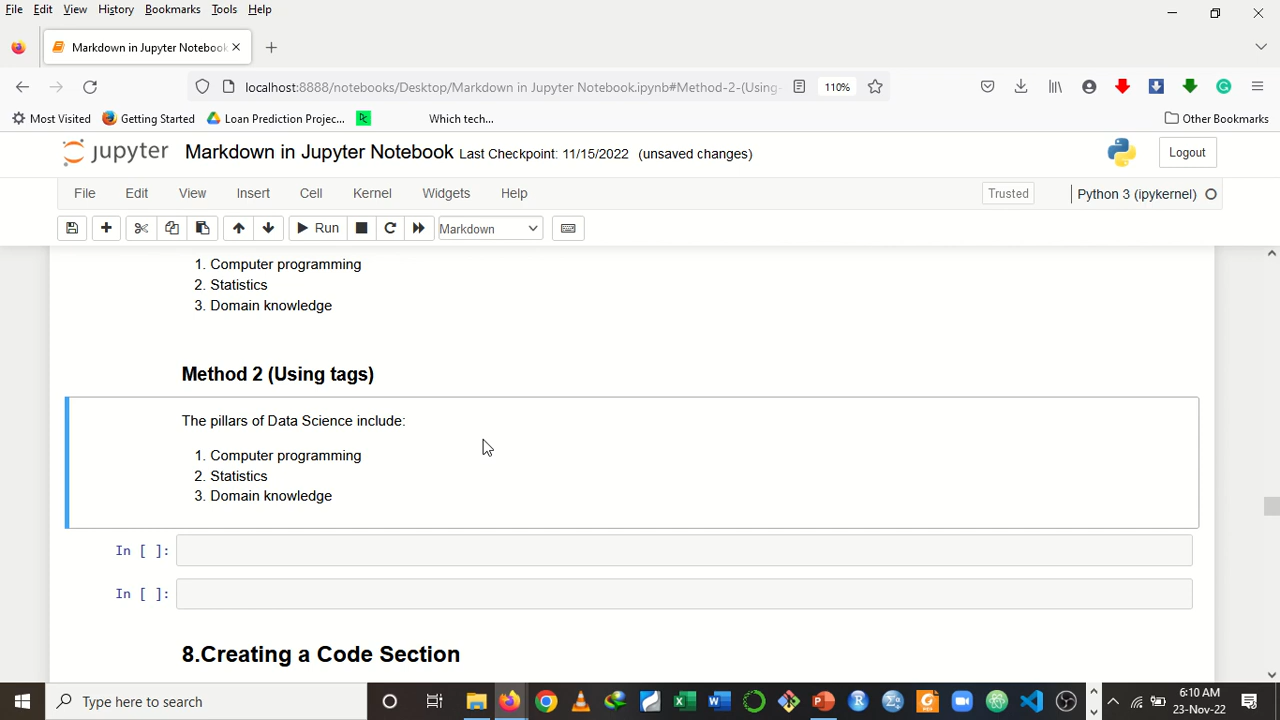 File Edit View History Bookmarks Tools Help
Markdown in Jupyter Notebook
localhost:8888/notebooks/Desktop/Markdown in Jupyter Notebook.ipynb#Method-2-(Using-
110%
Most Visited Getting Started Loan Prediction Projec... Which tech... Other Bookmarks
jupyter Markdown in Jupyter Notebook Last Checkpoint: 11/15/2022 (unsaved changes) Logout
File Edit View Insert Cell Kernel Widgets Help Trusted Python 3 (ipykernel)
Run Markdown
1. Computer programming
2. Statistics
3. Domain knowledge
Method 2 (Using tags)
The pillars of Data Science include:
1. Computer programming
2. Statistics
3. Domain knowledge
In [ ]:
In [ ]:
8.Creating a Code Section
Type here to search
6:10 AM
23-Nov-22